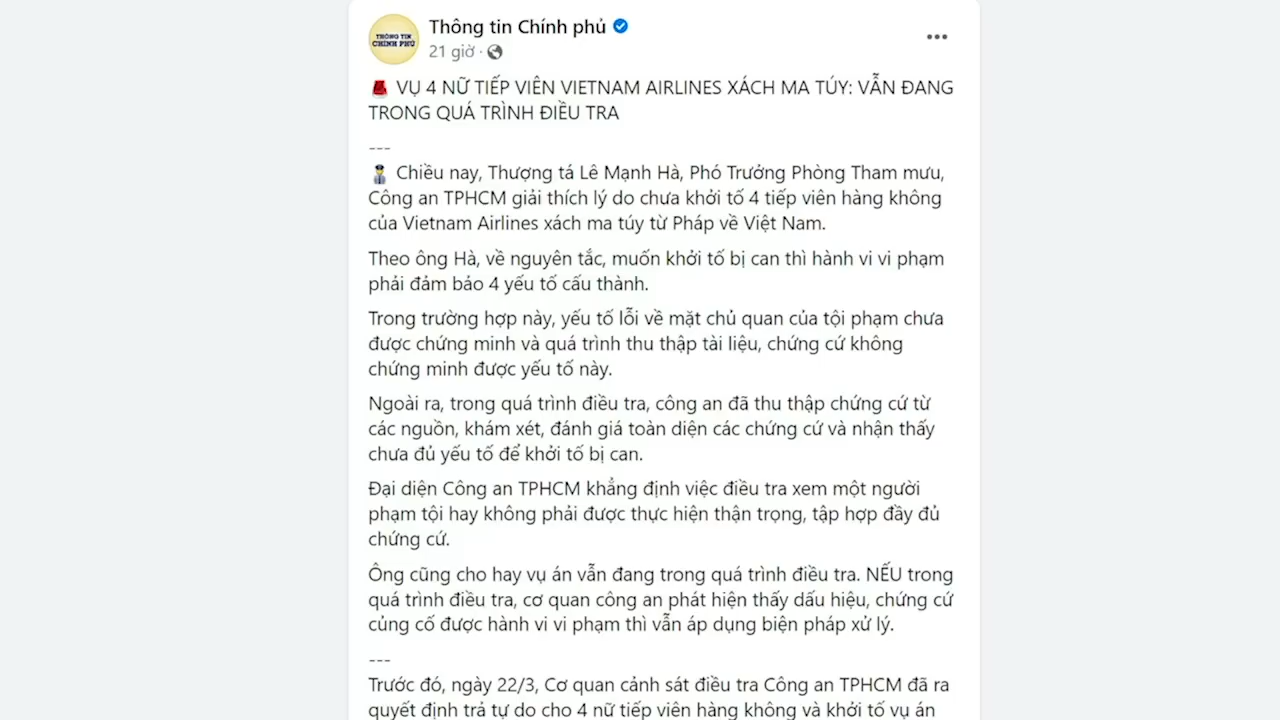 THÔNG TIN
CHÍNH PHỦ
Thông tin Chính phủ
21 giờ ·
VỤ 4 NỮ TIẾP VIÊN VIETNAM AIRLINES XÁCH MA TÚY: VẪN ĐANG
TRONG QUÁ TRÌNH ĐIỀU TRA
---
Chiều nay, Thượng tá Lê Mạnh Hà, Phó Trưởng Phòng Tham mưu,
Công an TPHCM giải thích lý do chưa khởi tố 4 tiếp viên hàng không
của Vietnam Airlines xách ma túy từ Pháp về Việt Nam.
Theo ông Hà, về nguyên tắc, muốn khởi tố bị can thì hành vi vi phạm
phải đảm bảo 4 yếu tố cấu thành.
Trong trường hợp này, yếu tố lỗi về mặt chủ quan của tội phạm chưa
được chứng minh và quá trình thu thập tài liệu, chứng cứ không
chứng minh được yếu tố này.
Ngoài ra, trong quá trình điều tra, công an đã thu thập chứng cứ từ
các nguồn, khám xét, đánh giá toàn diện các chứng cứ và nhận thấy
chưa đủ yếu tố để khởi tố bị can.
Đại diện Công an TPHCM khẳng định việc điều tra xem một người
phạm tội hay không phải được thực hiện thận trọng, tập hợp đầy đủ
chứng cứ.
Ông cũng cho hay vụ án vẫn đang trong quá trình điều tra. NẾU trong
quá trình điều tra, cơ quan công an phát hiện thấy dấu hiệu, chứng cứ
củng cố được hành vi vi phạm thì vẫn áp dụng biện pháp xử lý.
---
Trước đó, ngày 22/3, Cơ quan cảnh sát điều tra Công an TPHCM đã ra
quyết định trả tự do cho 4 nữ tiếp viên hàng không và khởi tố vụ án